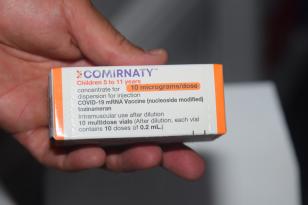 COMIRNATY™
Children 5 to 11 years
concentrate for 10 micrograms/dose
dispersion for injection
COVID-19 mRNA Vaccine (nucleoside modified)
tozinameran
Intramuscular use after dilution
10 multidose vials (After dilution, each vial
contains 10 doses of 0.2 mL)